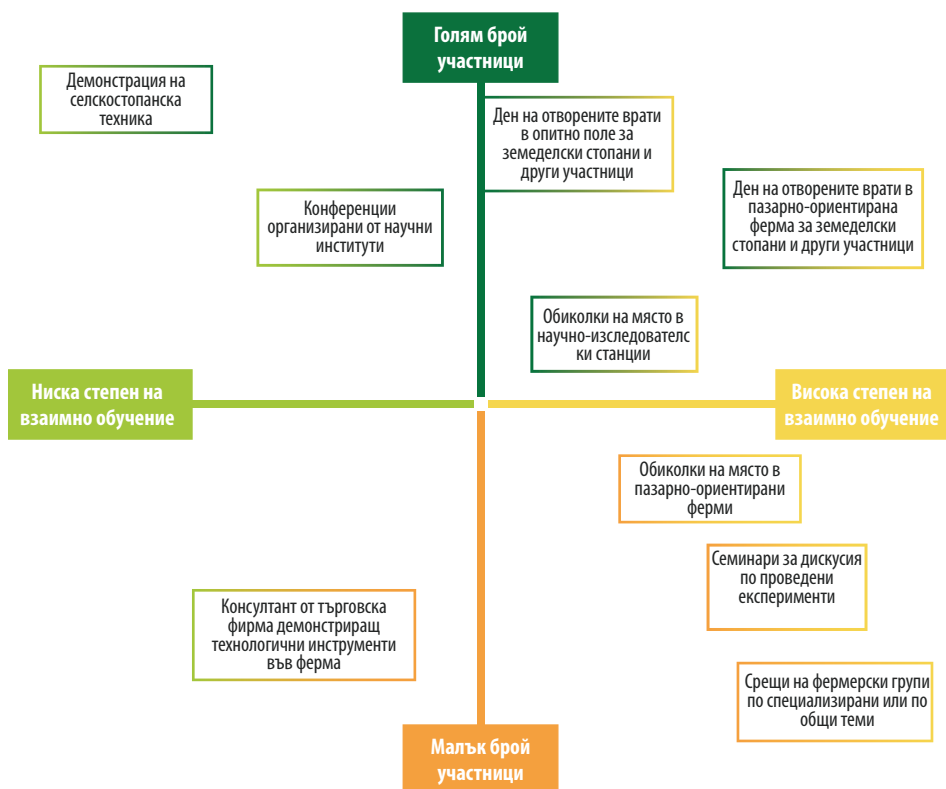 Голям брой
участници
Демонстрация на
селскостопанска
техника
Ден на отворените врати
в опитно поле за
земеделски стопани и
други участници
Ден на отворените врати в
пазарно-ориентирана
ферма за земеделски
стопани и други участници
Конференции
организирани от научни
институти
Обиколки на място в
научно-изследователс
ки станции
Ниска степен на
взаимно обучение
Висока степен на
взаимно обучение
Обиколки на място в
пазарно-ориентирани
ферми
Семинари за дискусия
по проведени
експерименти
Консултант от търговска
фирма демонстриращ
технологични инструменти
във ферма
Срещи на фермерски групи
по специализирани или по
общи теми
Малък брой
участници